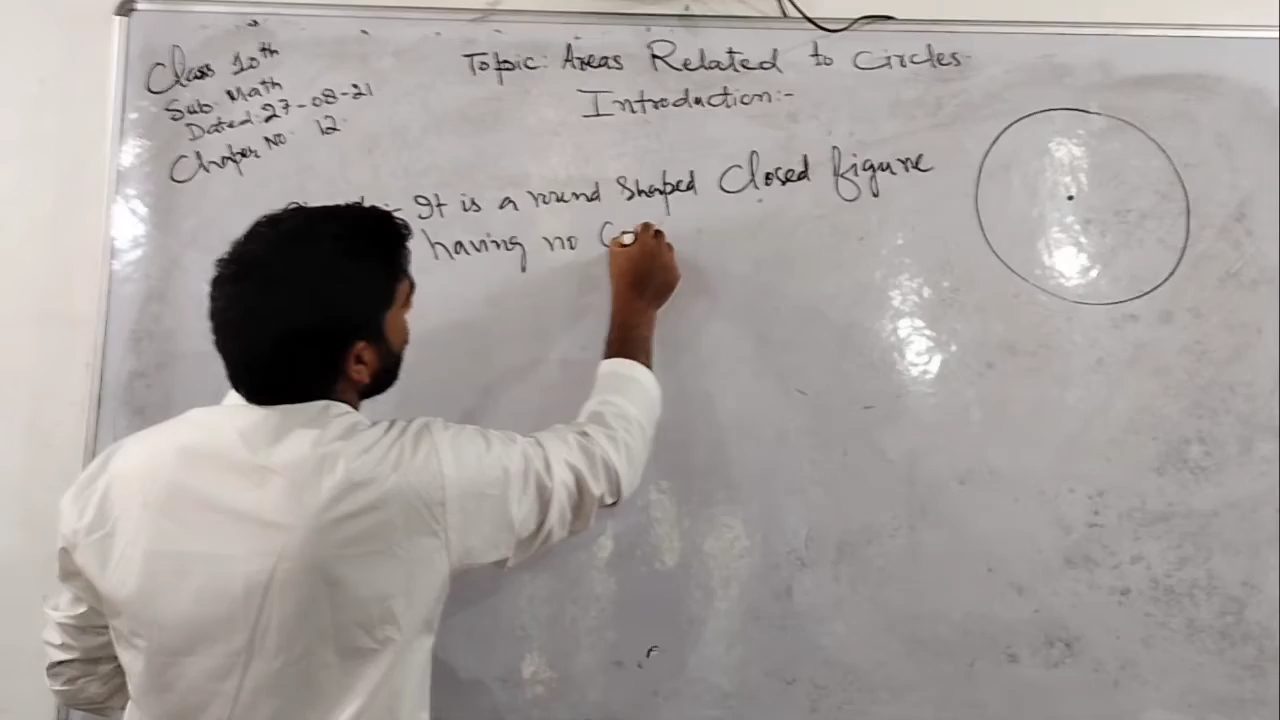 Class 10th
Sub Math
Dated: 27-08-21
Chapter No: 12
Topic: Areas Related to Circles.
Introduction:-
:- It is a round shaped closed figure
having no